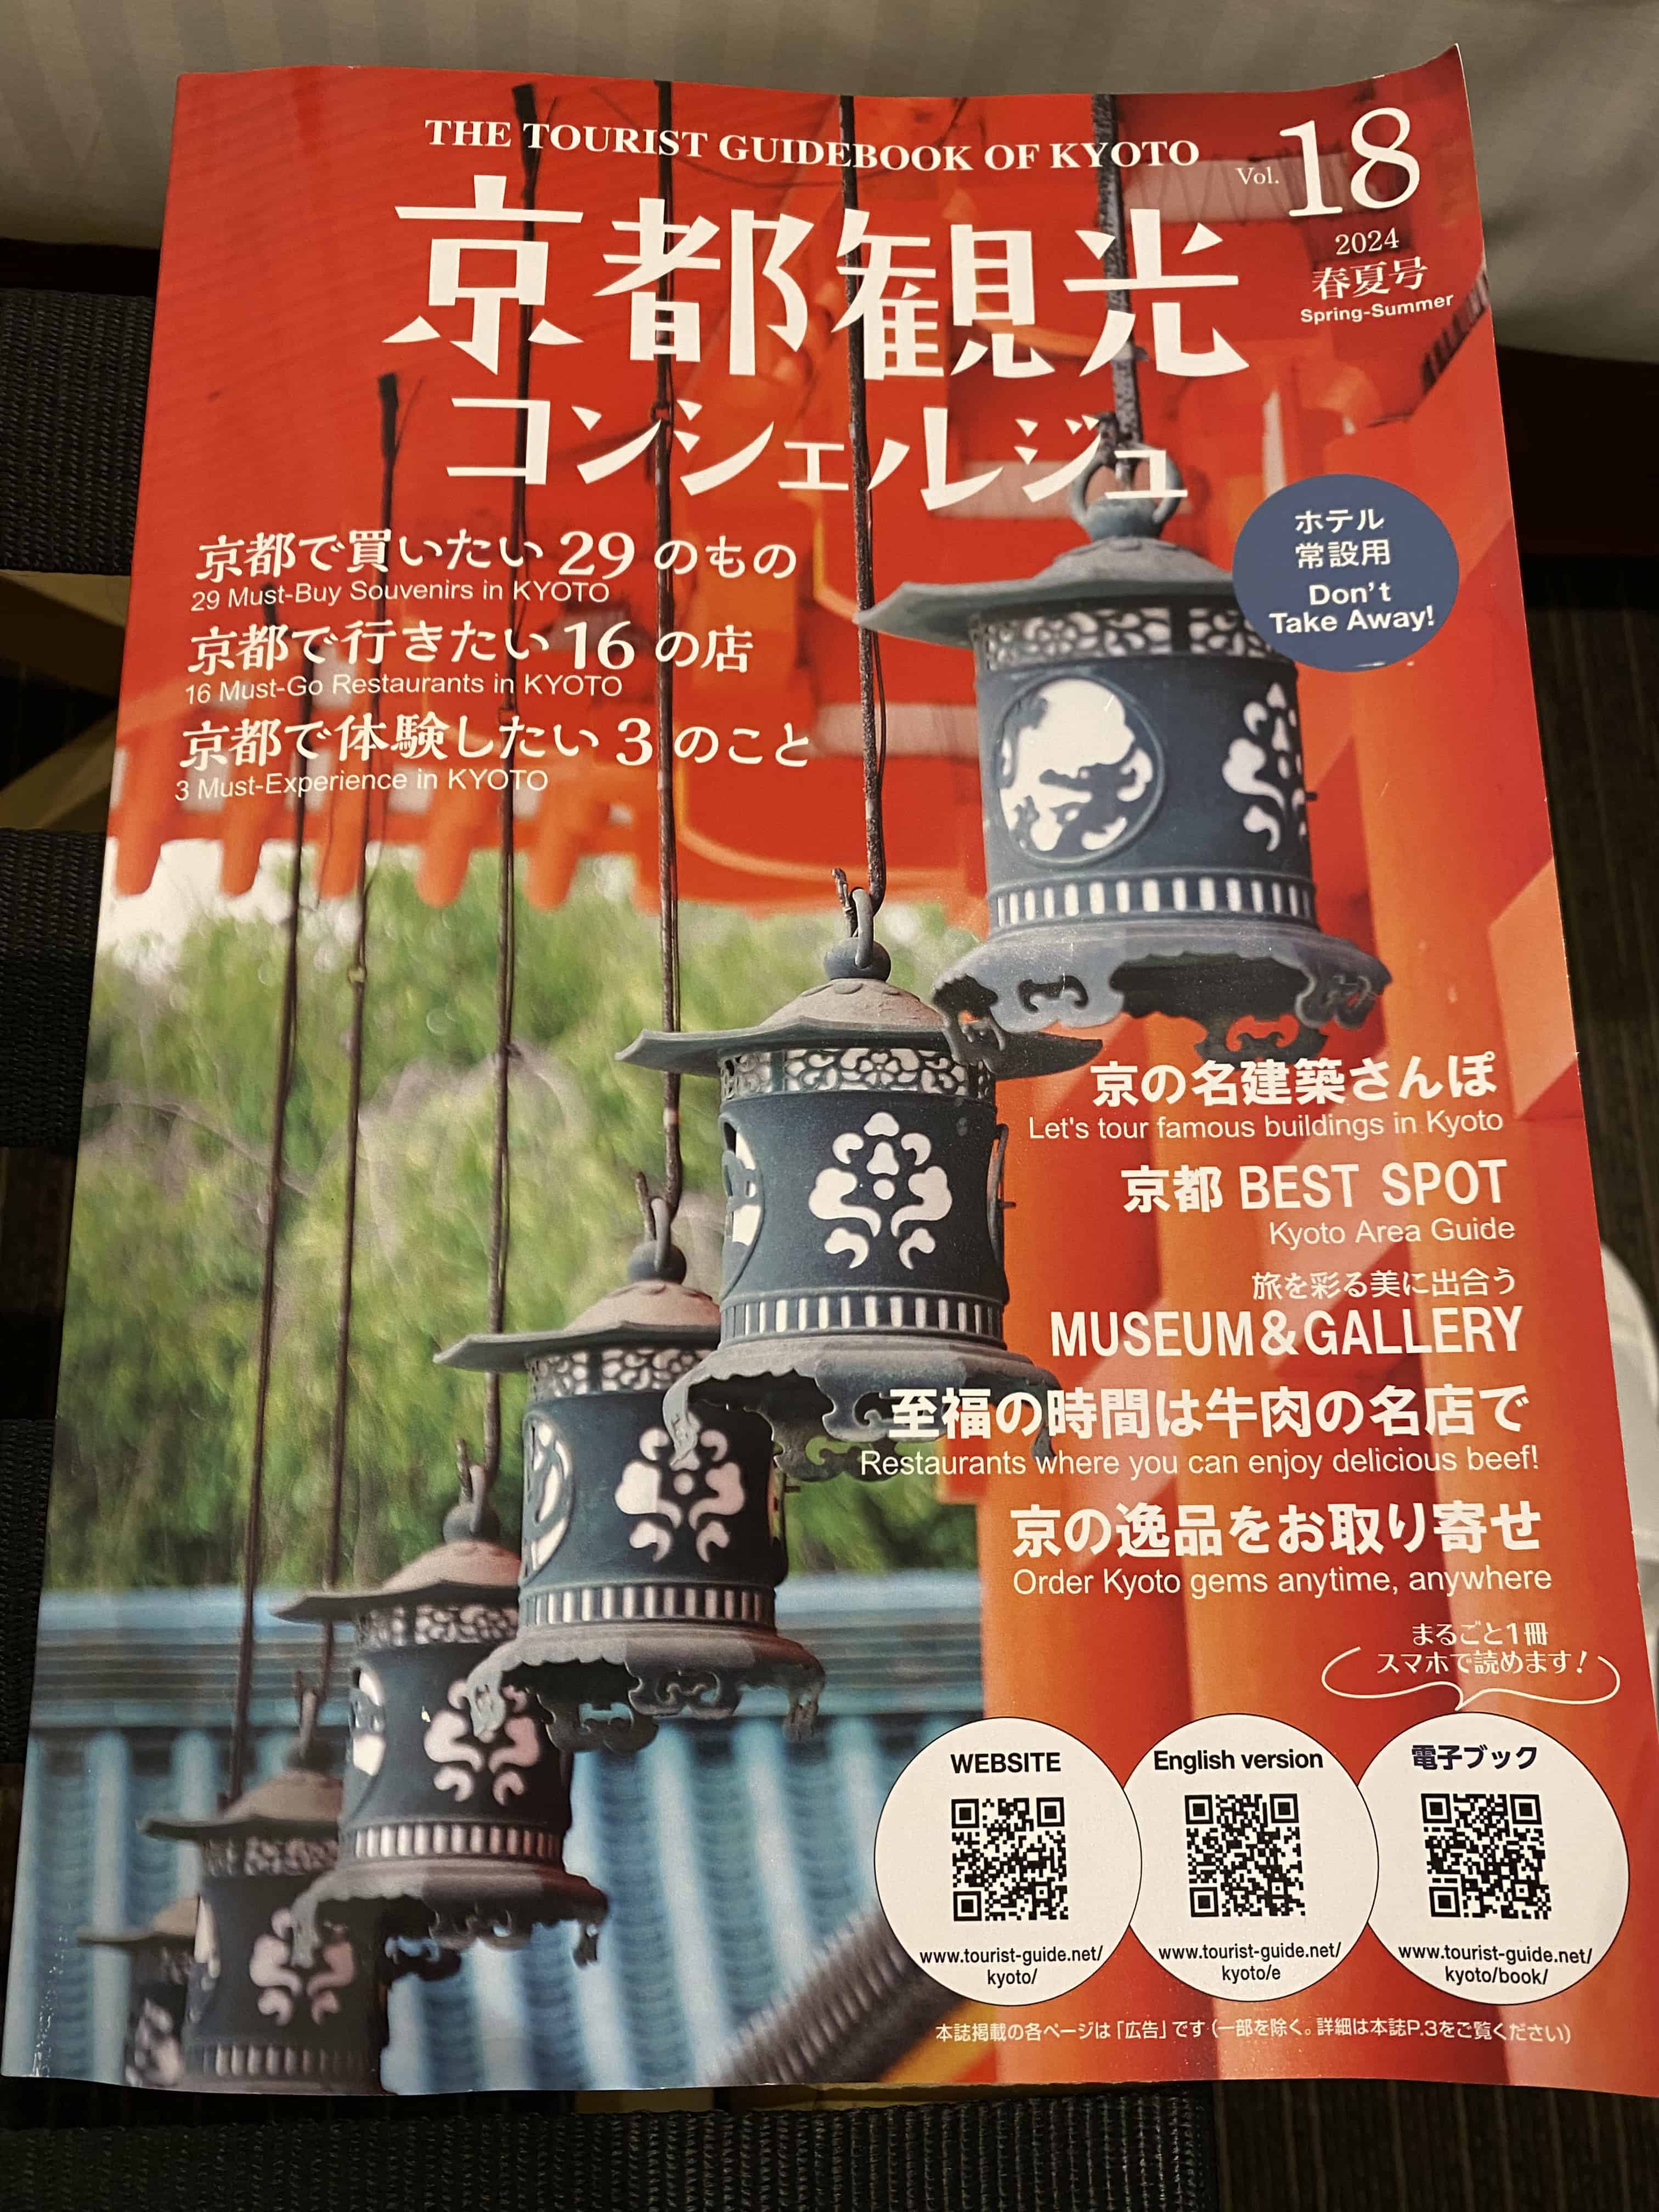 THE TOURIST GUIDEBOOK OF KYOTO
Vol. 18
2024
春夏号
Spring-Summer
京都観光
コンシェルジュ
ホテル
常設用
Don't
Take Away!
京都で買いたい 29 のもの
29 Must-Buy Souvenirs in KYOTO
京都で行きたい 16 の店
16 Must-Go Restaurants in KYOTO
京都で体験したい 3 のこと
3 Must-Experience in KYOTO
京の名建築さんぽ
Let's tour famous buildings in Kyoto
京都 BEST SPOT
Kyoto Area Guide
旅を彩る美に出合う
MUSEUM&GALLERY
至福の時間は牛肉の名店で
Restaurants where you can enjoy delicious beef!
京の逸品をお取り寄せ
Order Kyoto gems anytime, anywhere
まるごと1冊
スマホで読めます!
WEBSITE
www.tourist-guide.net/
kyoto/
English version
www.tourist-guide.net/
kyoto/e
電子ブック
www.tourist-guide.net/
kyoto/book/
本誌掲載の各ページは「広告」です(一部を除く。詳細は本誌P.3をご覧ください)